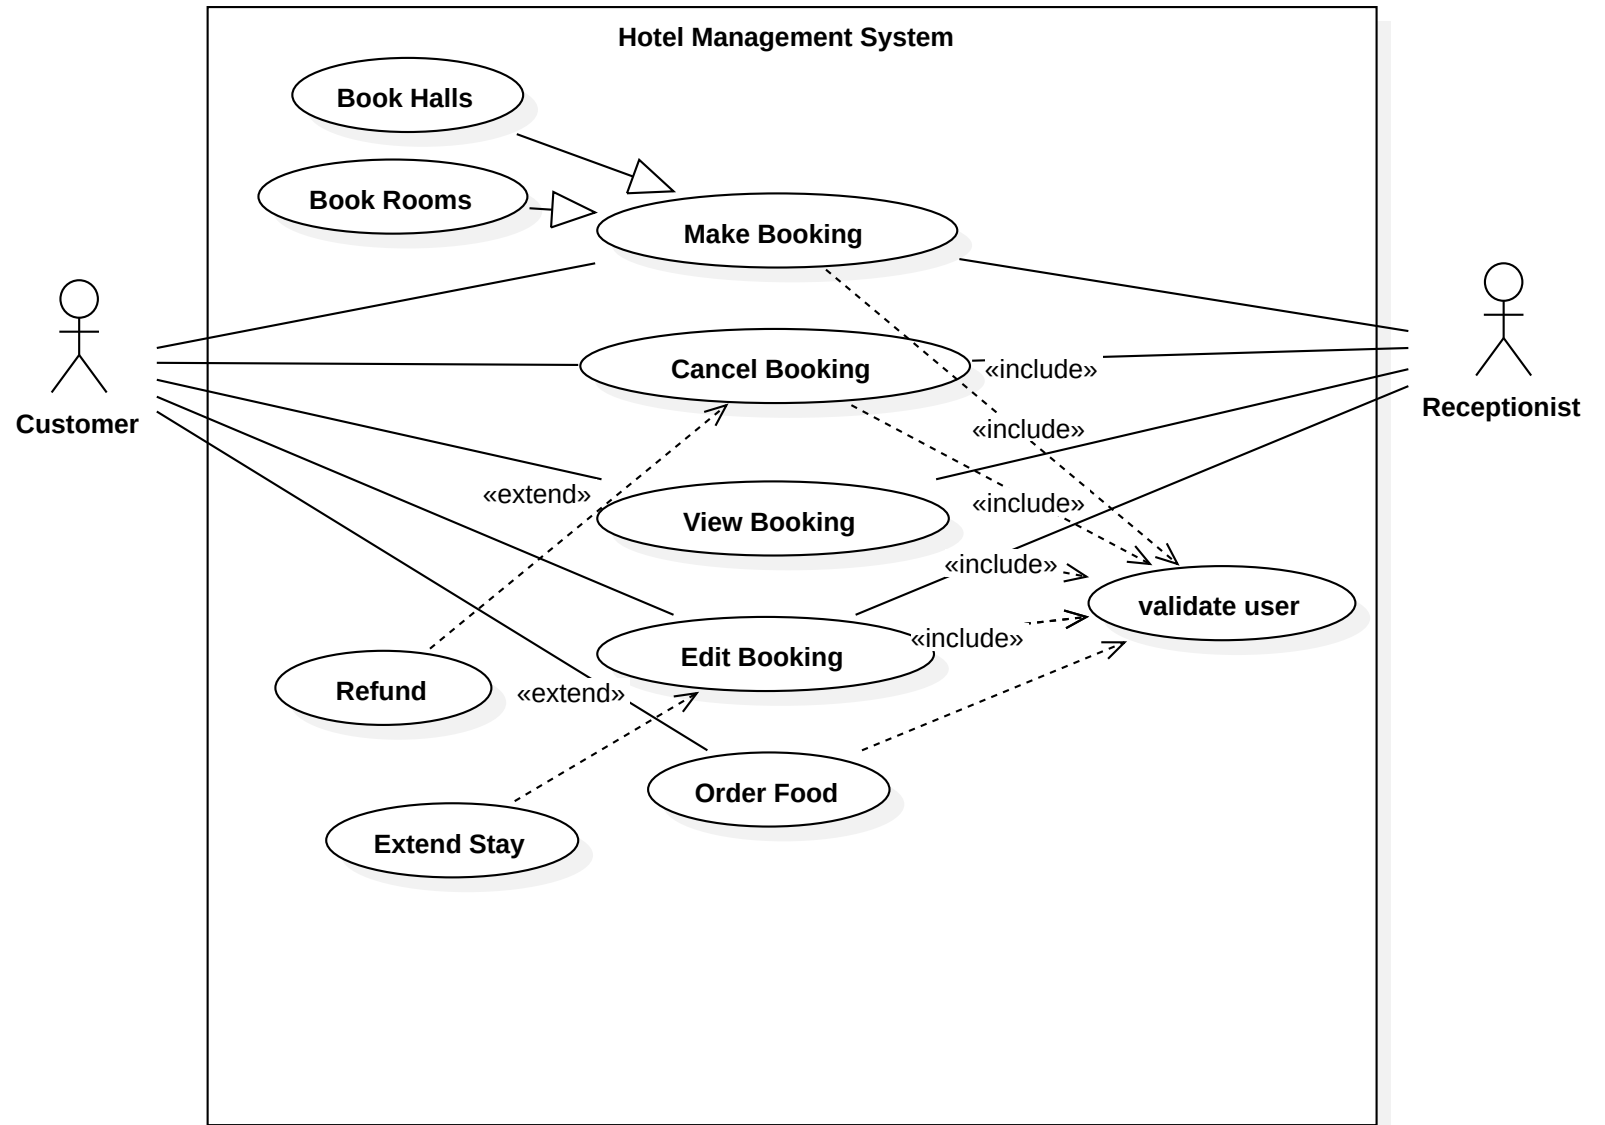 Hotel Management System
Book Halls
Book Rooms
Make Booking
Cancel Booking
«include»
Customer
Receptionist
«include»
«extend»
View Booking
«include»
«include»
validate user
«include»
Edit Booking
Refund
«extend»
Order Food
Extend Stay